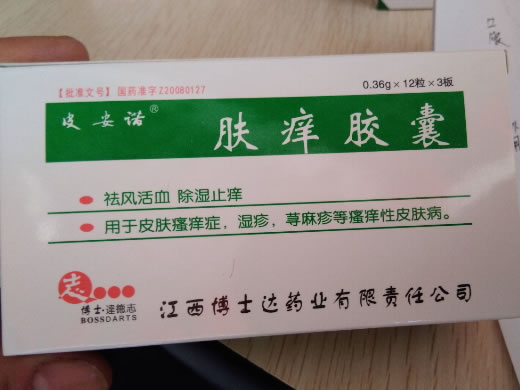 【批准文号】国药准字Z20080127
0.36g×12粒×3板
皮安诺®
肤痒胶囊
祛风活血 除湿止痒
用于皮肤瘙痒症，湿疹，荨麻疹等瘙痒性皮肤病。
志
博士·达德志
BOSSDARTS
江西博士达药业有限责任公司